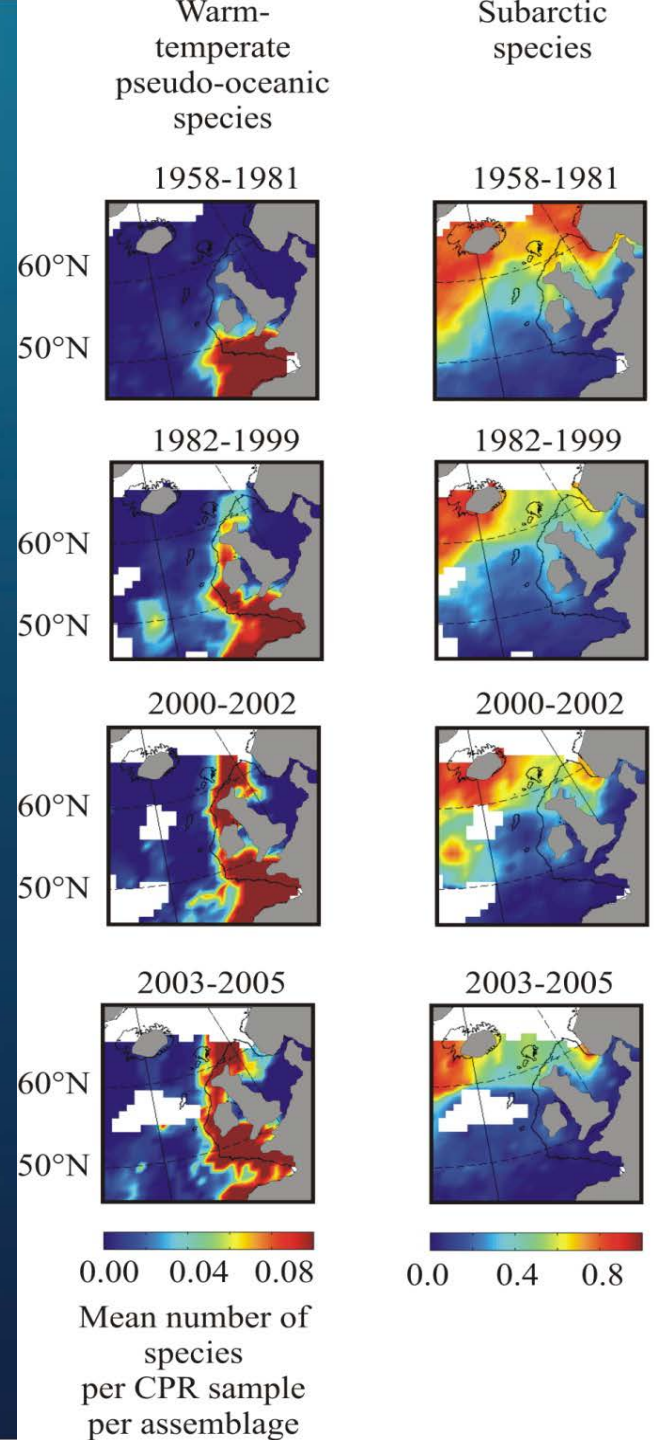 Warm-
temperate
pseudo-oceanic
species
Subarctic
species
1958-1981
1958-1981
60°N
50°N
1982-1999
1982-1999
60°N
50°N
2000-2002
2000-2002
60°N
50°N
2003-2005
2003-2005
60°N
50°N
0.00 0.04 0.08
0.0 0.4 0.8
Mean number of
species
per CPR sample
per assemblage